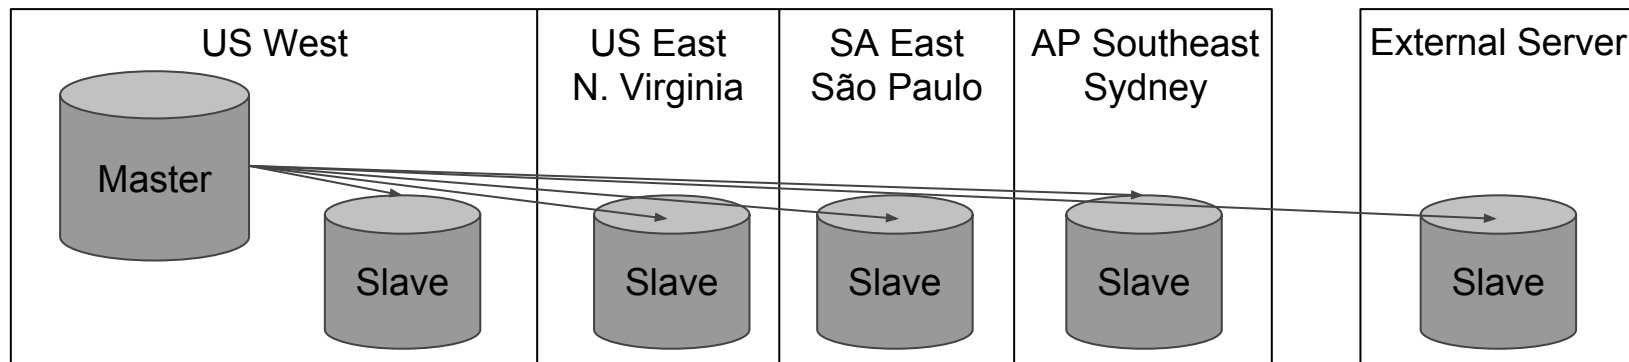 US West
US East
N. Virginia
SA East
São Paulo
AP Southeast
Sydney
External Server
Master
Slave
Slave
Slave
Slave
Slave